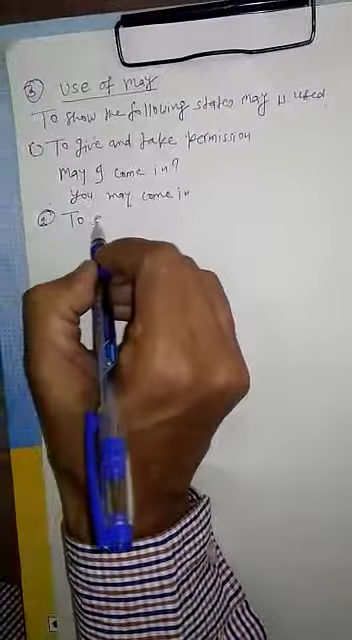 ③ Use of may
To show the following states may is used.
① To give and take permission
May I come in?
You may come in
② To